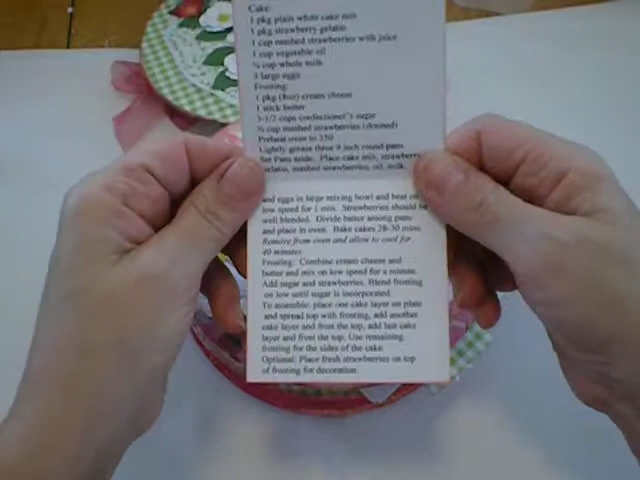 Cake:
1 pkg plain white cake mix
1 pkg strawberry gelatin
1 cup mashed strawberries with juice
1 cup vegetable oil
½ cup whole milk
3 large eggs
Frosting:
1 pkg (8oz) cream cheese
1 stick butter
3-1/2 cups confectioner's sugar
¾ cup mashed strawberries (drained)
Preheat oven to 350
Lightly grease three 9 inch round pans
Set Pans aside. Place cake mix, strawberry
gelatin, mashed strawberries, oil, milk,
and eggs in large mixing bowl and beat on
low speed for 1 min. Strawberries should be
well blended. Divide batter among pans
and place in oven. Bake cakes 28-30 mins.
Remove from oven and allow to cool for
40 minutes
Frosting: Combine cream cheese and
butter and mix on low speed for a minute.
Add sugar and strawberries. Blend frosting
on low until sugar is incorporated.
To assemble: place one cake layer on plate
and spread top with frosting, add another
cake layer and frost the top, add last cake
layer and frost the top. Use remaining
frosting for the sides of the cake
Optional: Place fresh strawberries on top
of frosting for decoration.